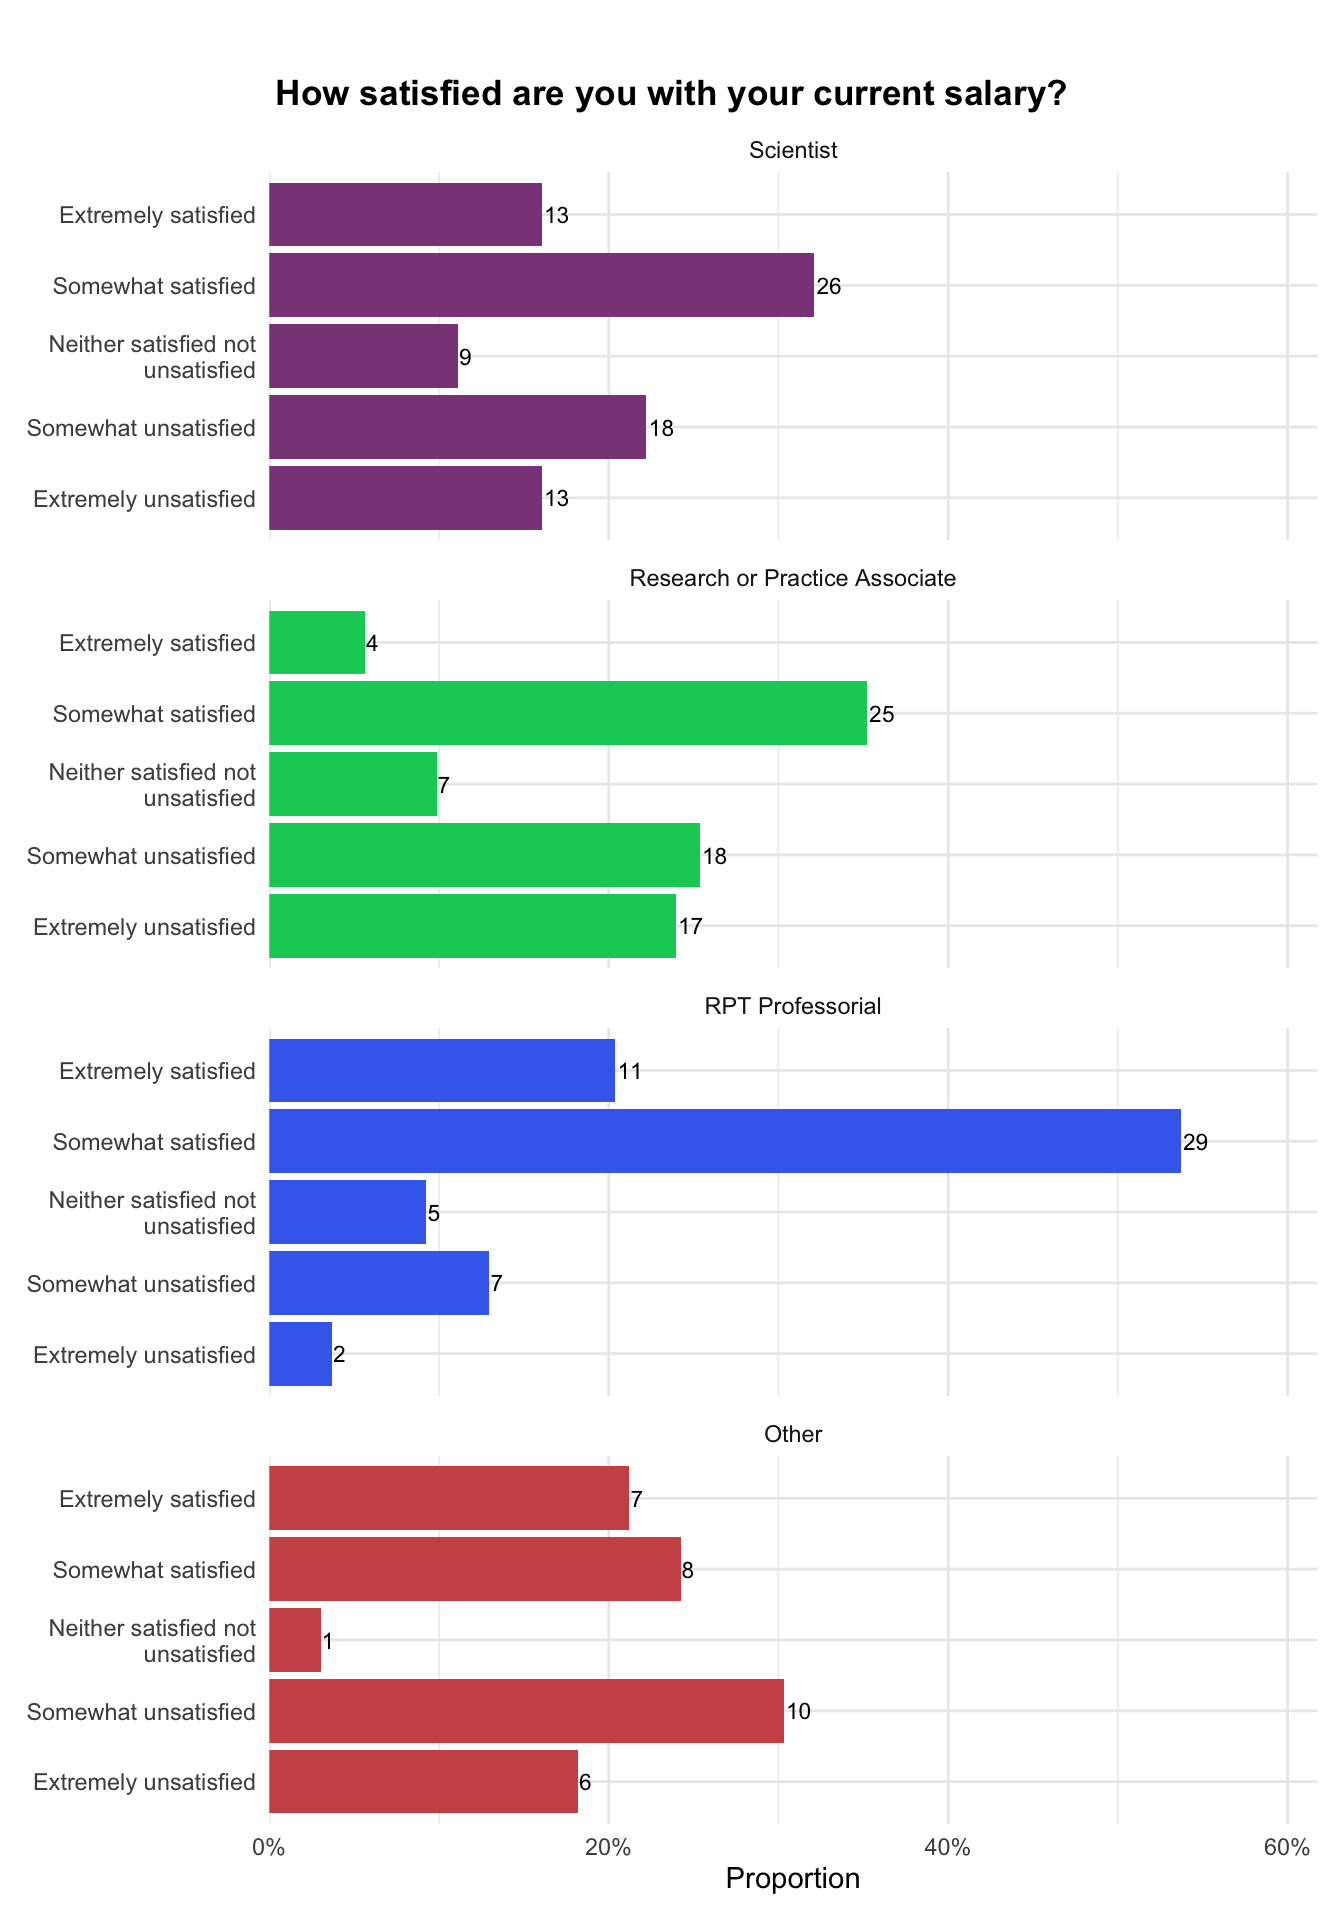 How satisfied are you with your current salary?
Scientist
Extremely satisfied
13
Somewhat satisfied
26
Neither satisfied not
unsatisfied
9
Somewhat unsatisfied
18
Extremely unsatisfied
13
Research or Practice Associate
Extremely satisfied
4
Somewhat satisfied
25
Neither satisfied not
unsatisfied
7
Somewhat unsatisfied
18
Extremely unsatisfied
17
RPT Professorial
Extremely satisfied
11
Somewhat satisfied
29
Neither satisfied not
unsatisfied
5
Somewhat unsatisfied
7
Extremely unsatisfied
2
Other
Extremely satisfied
7
Somewhat satisfied
8
Neither satisfied not
unsatisfied
1
Somewhat unsatisfied
10
Extremely unsatisfied
6
0% 20% 40% 60%
Proportion